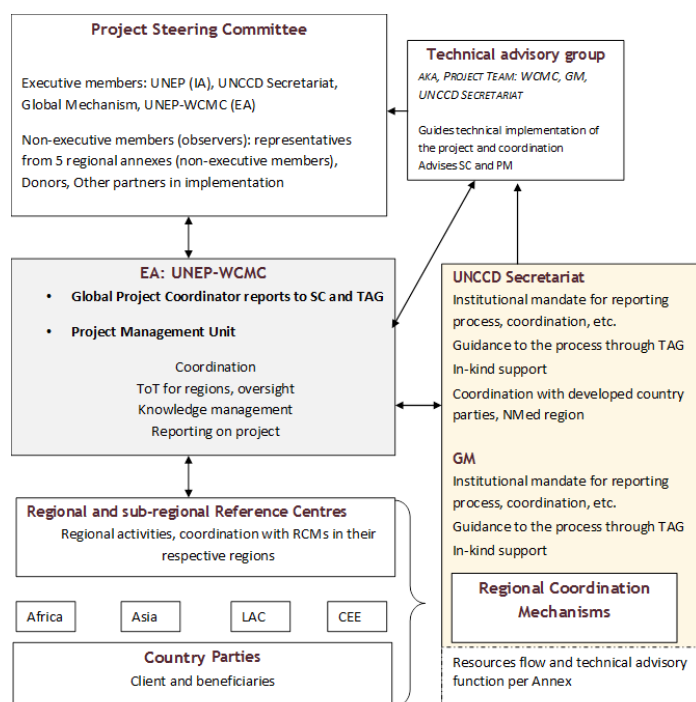 Project Steering Committee
Executive members: UNEP (IA), UNCCD Secretariat,
Global Mechanism, UNEP-WCMC (EA)
Non-executive members (observers): representatives
from 5 regional annexes (non-executive members),
Donors, Other partners in implementation
Technical advisory group
AKA, PROJECT TEAM: WCMC, GM,
UNCCD SECRETARIAT
Guides technical implementation of
the project and coordination
Advises SC and PM
EA: UNEP-WCMC
• Global Project Coordinator reports to SC and TAG
• Project Management Unit
Coordination
ToT for regions, oversight
Knowledge management
Reporting on project
UNCCD Secretariat
Institutional mandate for reporting
process, coordination, etc.
Guidance to the process through TAG
In-kind support
Coordination with developed country
parties, NMed region
GM
Institutional mandate for reporting
process, coordination, etc.
Guidance to the process through TAG
In-kind support
Regional Coordination
Mechanisms
Resources flow and technical advisory
function per Annex
Regional and sub-regional Reference Centres
Regional activities, coordination with RCMs in their
respective regions
Africa
Asia
LAC
CEE
Country Parties
Client and beneficiaries